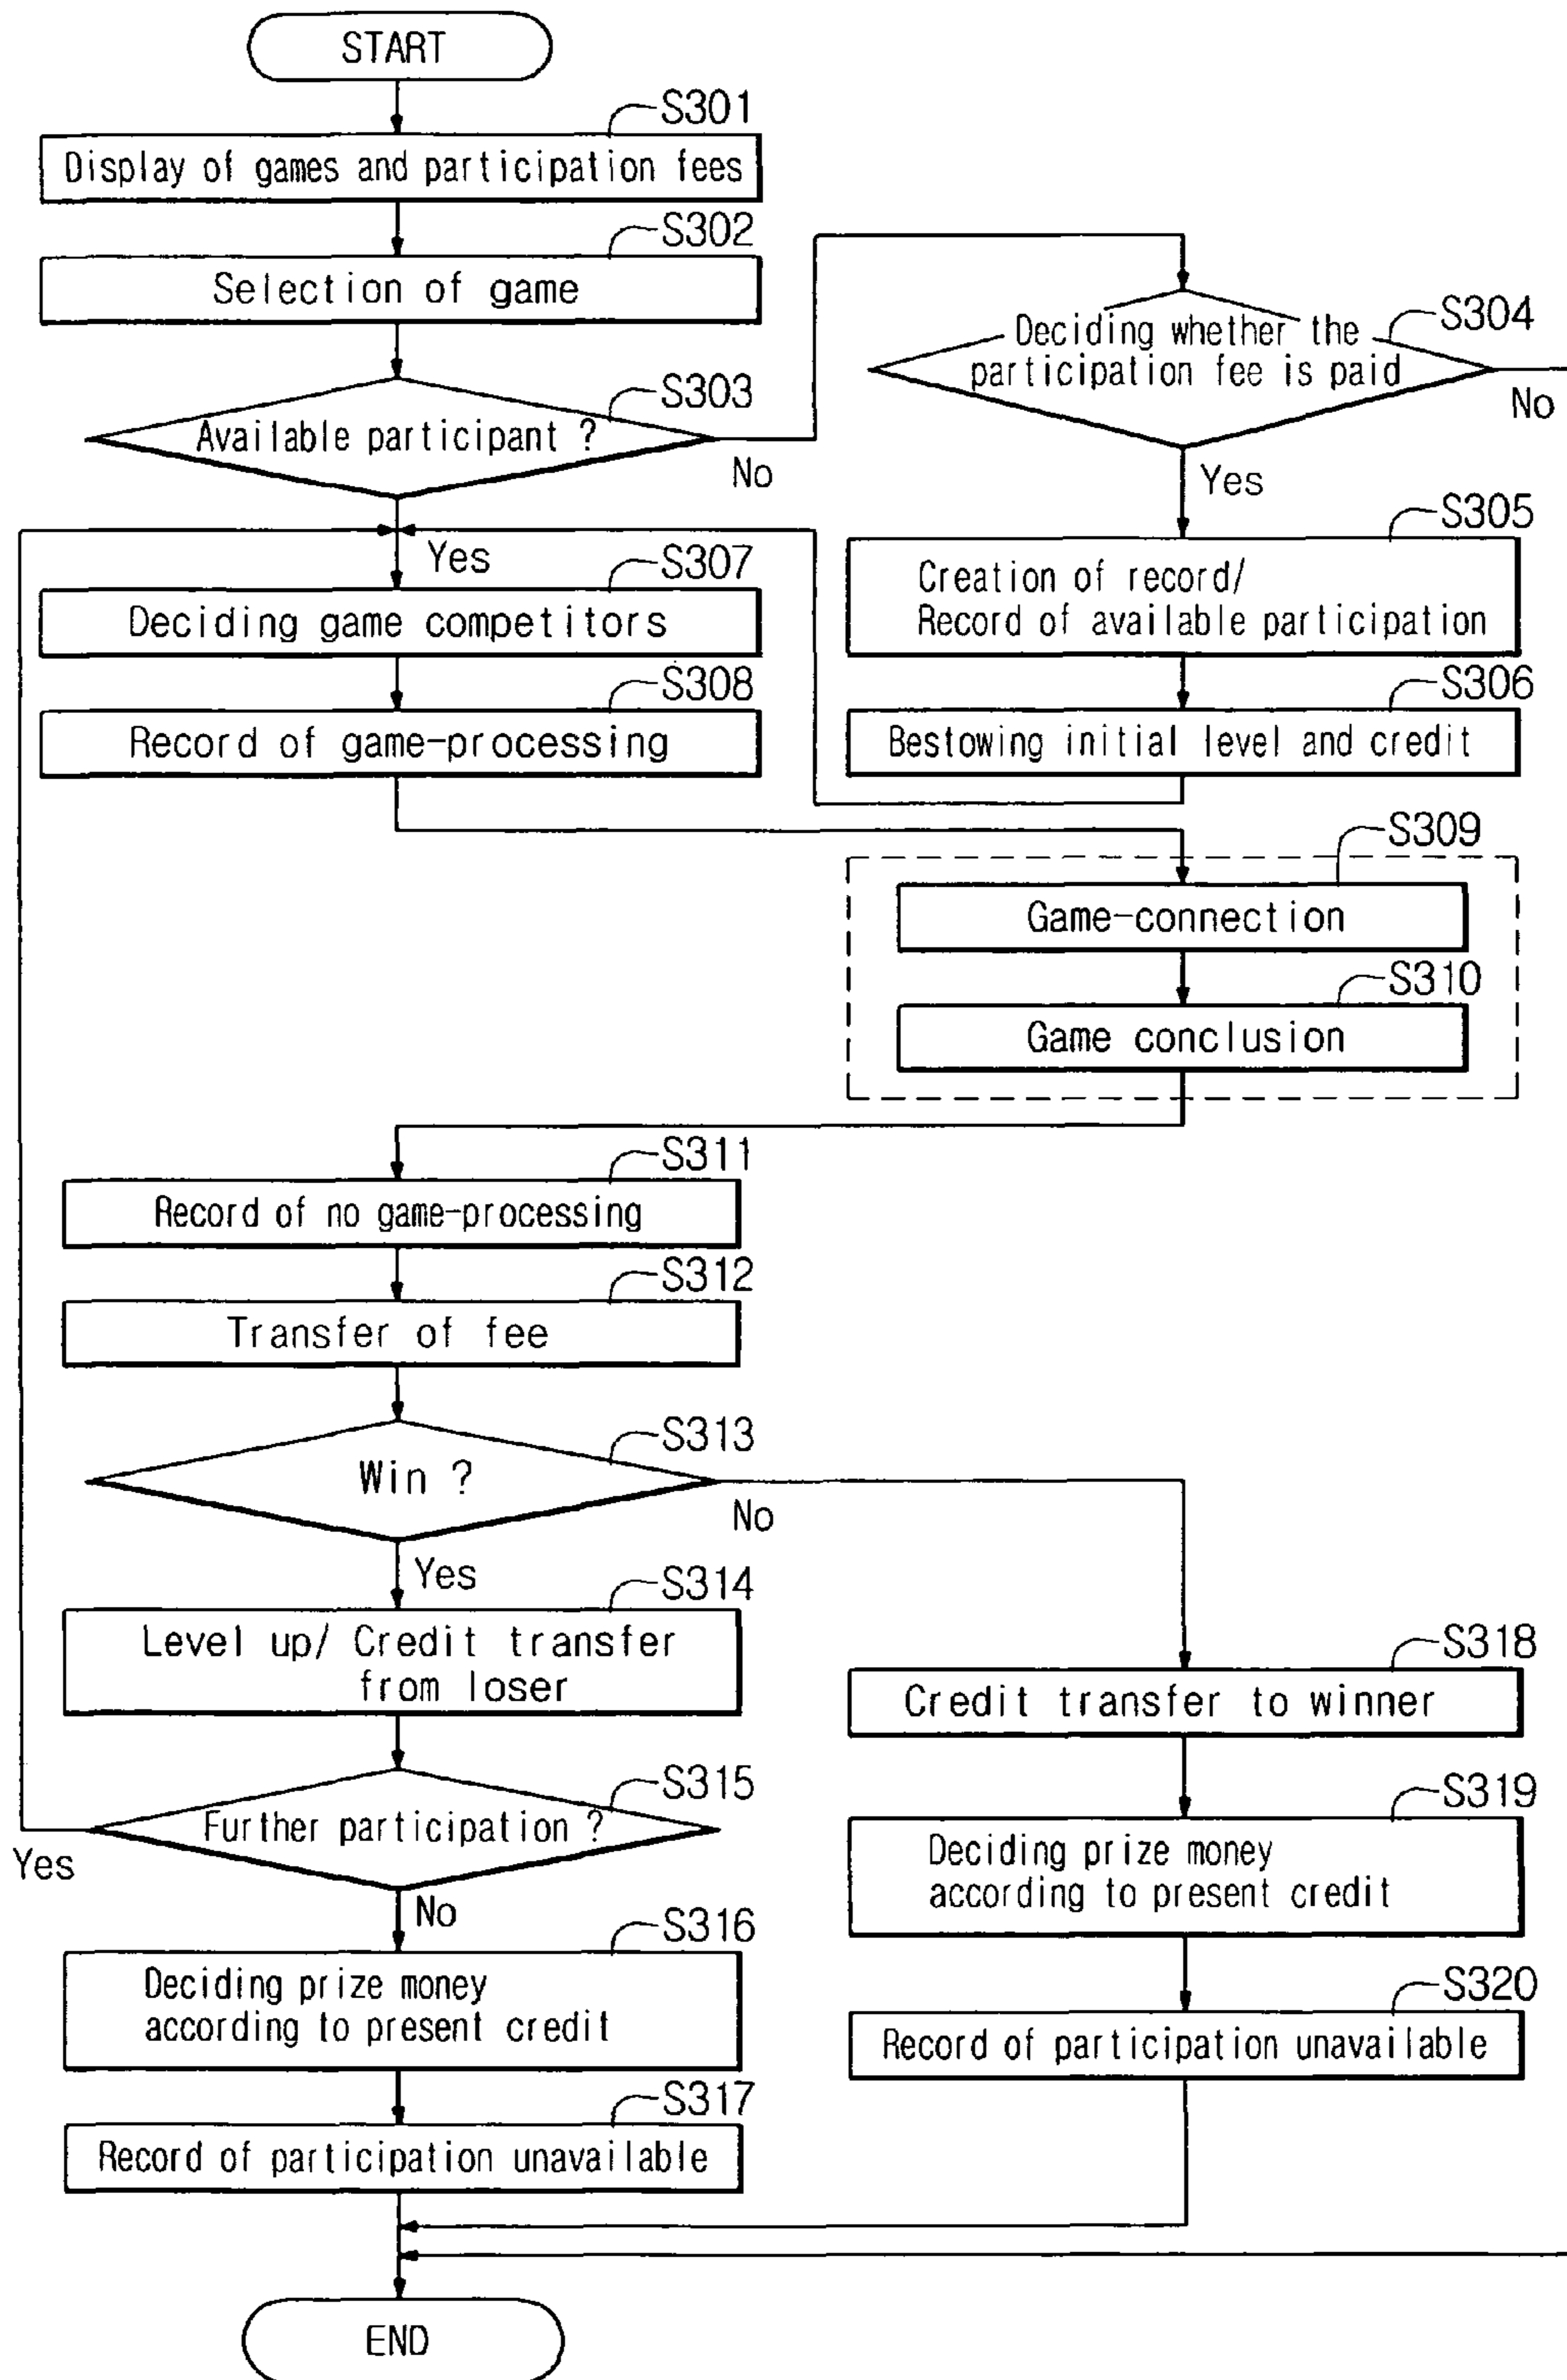 START
S301
Display of games and participation fees
S302
Selection of game
S303
Available participant ?
No
Yes
S304
Deciding whether the
participation fee is paid
No
Yes
S305
Creation of record/
Record of available participation
S306
Bestowing initial level and credit
S307
Deciding game competitors
S308
Record of game-processing
S309
Game-connection
S310
Game conclusion
S311
Record of no game-processing
S312
Transfer of fee
S313
Win ?
No
Yes
S314
Level up/ Credit transfer
from loser
S315
Further participation ?
Yes
No
S316
Deciding prize money
according to present credit
S317
Record of participation unavailable
S318
Credit transfer to winner
S319
Deciding prize money
according to present credit
S320
Record of participation unavailable
END